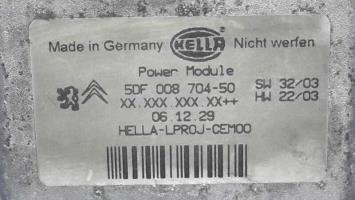 Made in Germany HELLA Nicht werfen
Power Module
5DF 008 704-50 SW 32/03
XX.XXX.XXX.XX++ HW 22/03
06.12.29
HELLA-LPROJ-CEM00